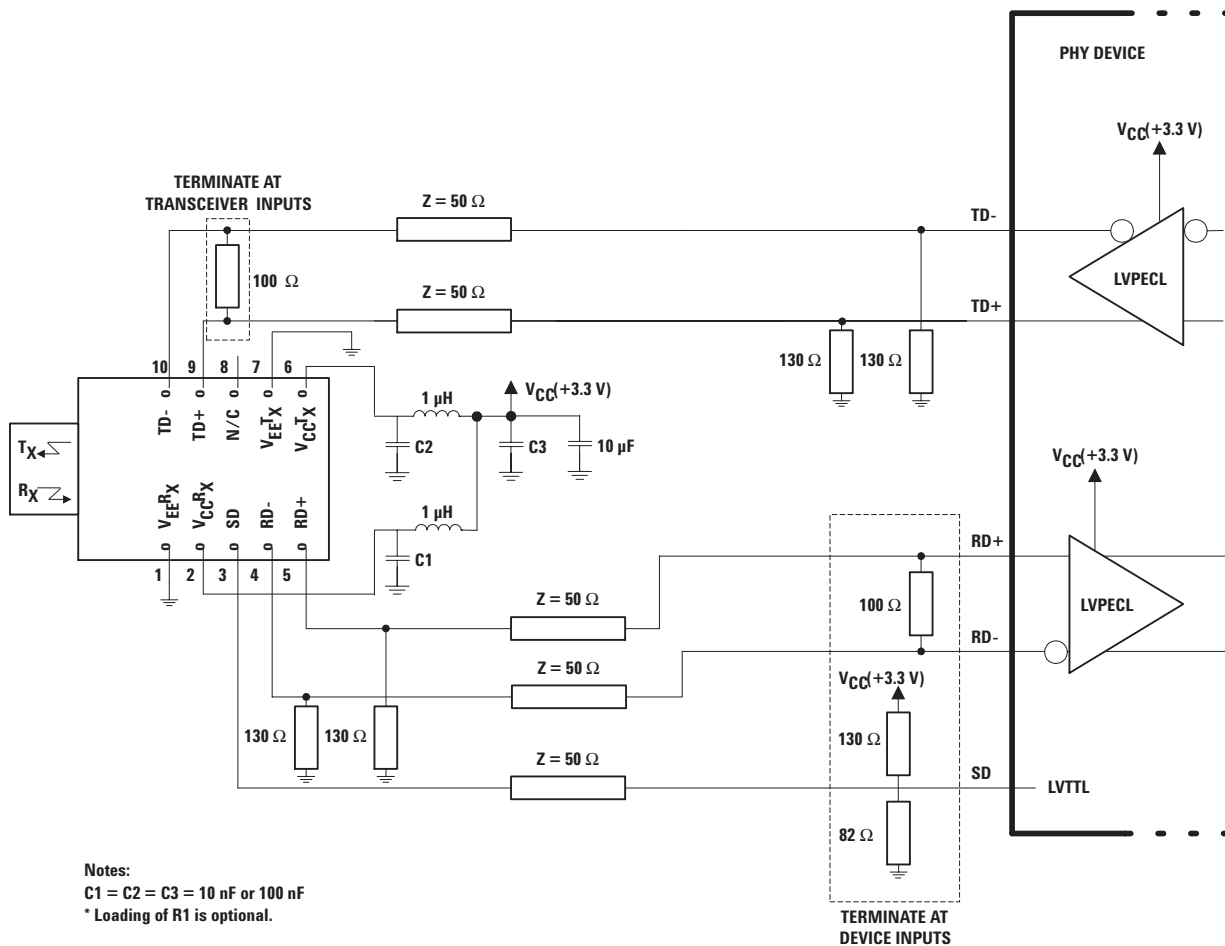 PHY DEVICE
VCC(+3.3 V)
TERMINATE AT
TRANSCEIVER INPUTS
Z = 50 Ω
TD-
LVPECL
100 Ω
Z = 50 Ω
TD+
130 Ω
130 Ω
10
9
8
7
6
VCC(+3.3 V)
1 µH
TD-
TD+
N/C
VEETX
VCCTX
C2
C3
10 µF
TX
RX
VCC(+3.3 V)
VEERX
VCCRX
SD
RD-
RD+
1 µH
C1
1
2
3
4
5
RD+
Z = 50 Ω
100 Ω
LVPECL
RD-
Z = 50 Ω
VCC(+3.3 V)
130 Ω
130 Ω
130 Ω
Z = 50 Ω
SD
LVTTL
82 Ω
Notes:
C1 = C2 = C3 = 10 nF or 100 nF
* Loading of R1 is optional.
TERMINATE AT
DEVICE INPUTS